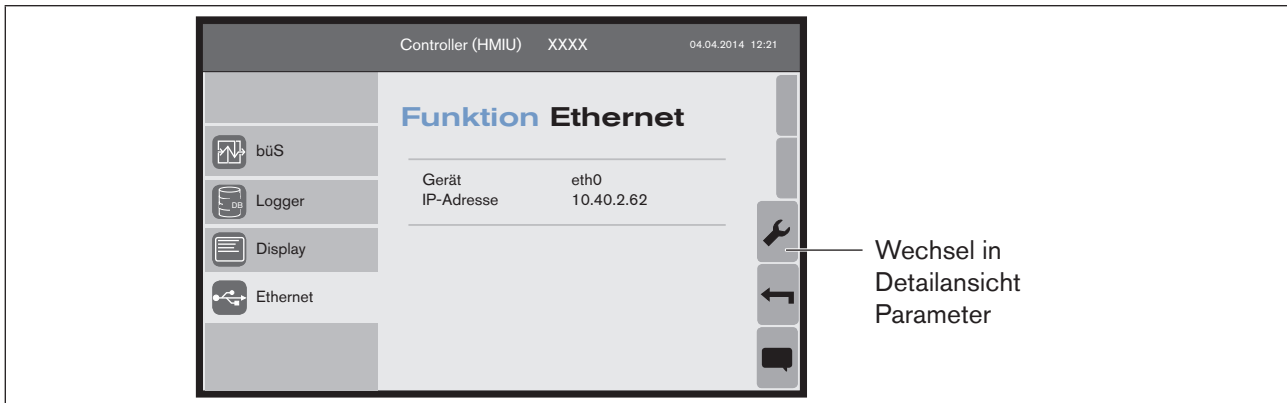 Controller (HMIU) XXXX 04.04.2014 12:21
Funktion Ethernet
büS
Logger
DB
Display
Ethernet
Gerät eth0
IP-Adresse 10.40.2.62
Wechsel in
Detailansicht
Parameter